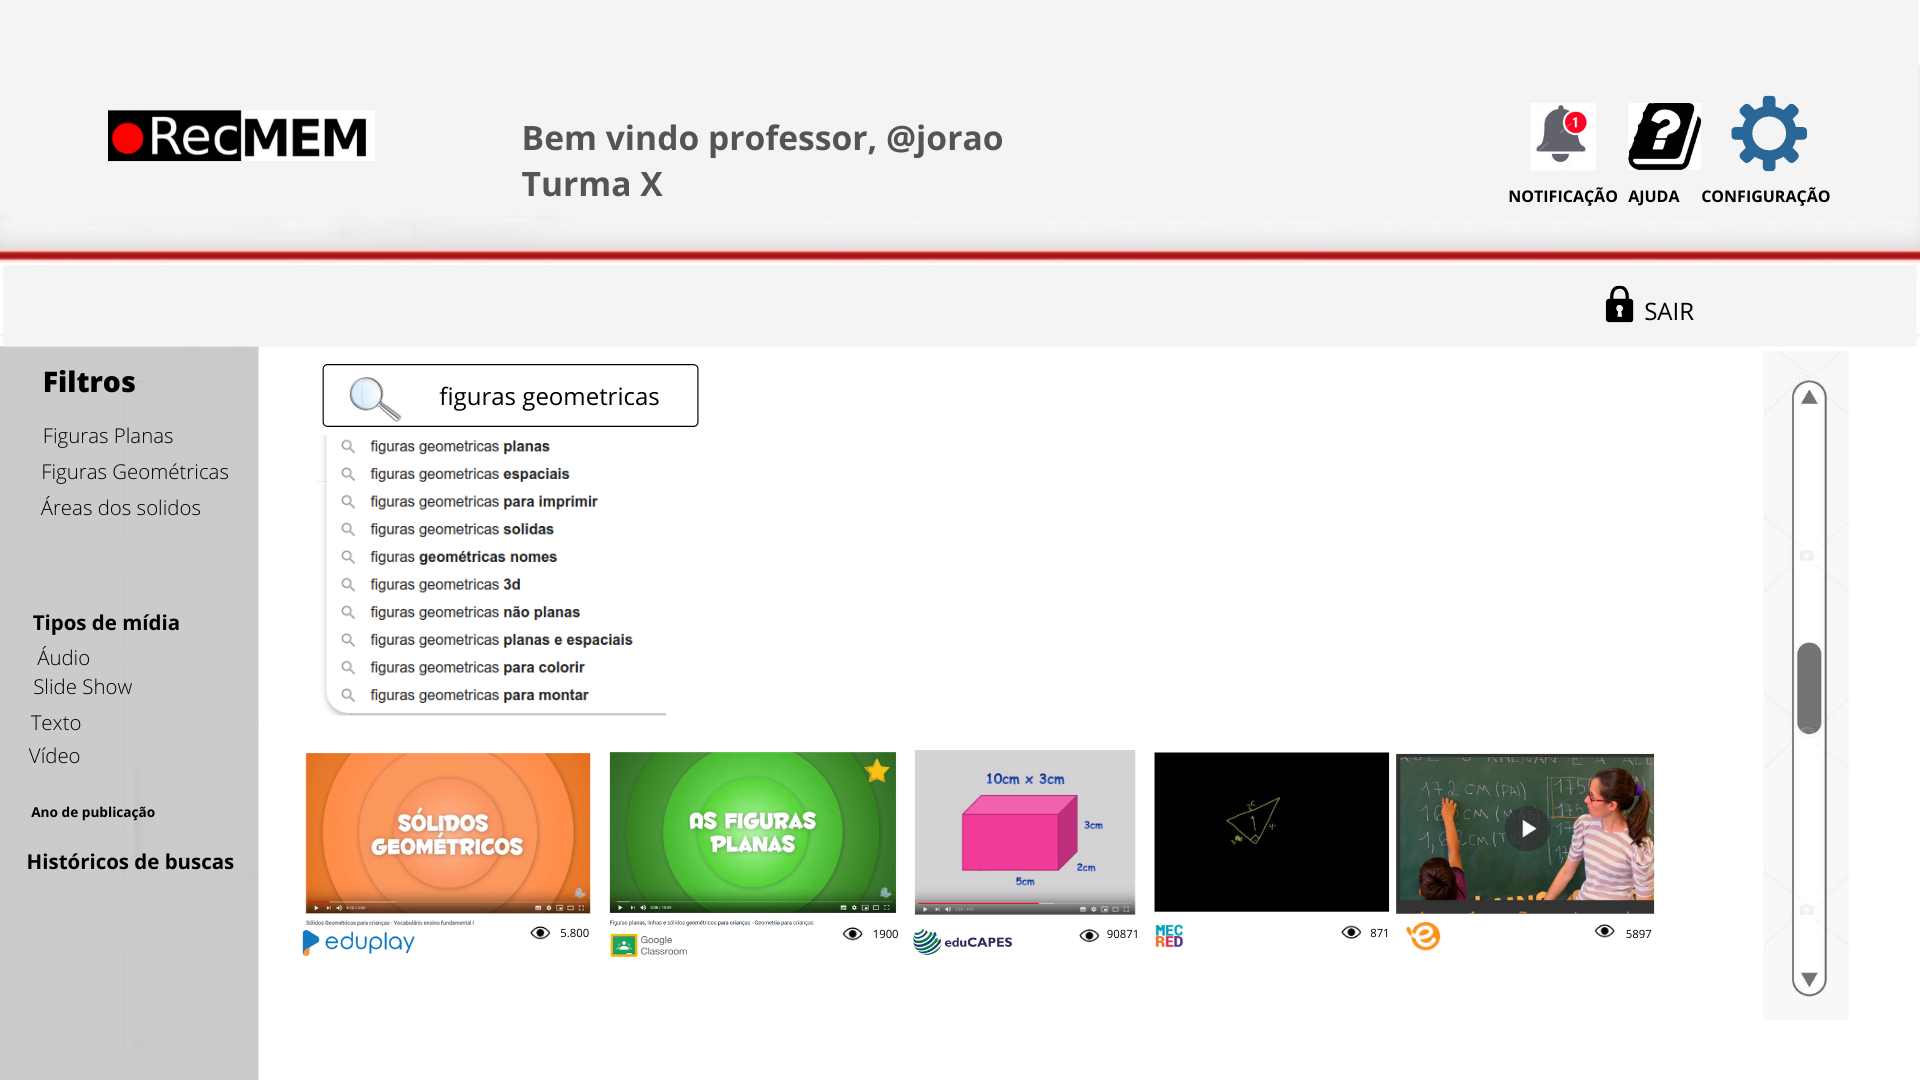 RecMEM
Bem vindo professor, @jorao
Turma X
1
NOTIFICAÇÃO
AJUDA
CONFIGURAÇÃO
SAIR
Filtros
Figuras Planas
Figuras Geométricas
Áreas dos solidos
Tipos de mídia
Áudio
Slide Show
Texto
Vídeo
Ano de publicação
Históricos de buscas
figuras geometricas
figuras geometricas planas
figuras geometricas espaciais
figuras geometricas para imprimir
figuras geometricas solidas
figuras geométricas nomes
figuras geometricas 3d
figuras geometricas não planas
figuras geometricas planas e espaciais
figuras geometricas para colorir
figuras geometricas para montar
SÓLIDOS
GEOMÉTRICOS
Sólidos Geométricos para crianças - Vocabulário ensino fundamental I
eduplay
5.800
AS FIGURAS
PLANAS
Figuras planas, linhas e sólidos geométricos para crianças - Geometria para crianças
Google
Classroom
1900
10cm x 3cm
3cm
2cm
5cm
eduCAPES
90871
MEC
RED
871
172 CM (PAI)
5897